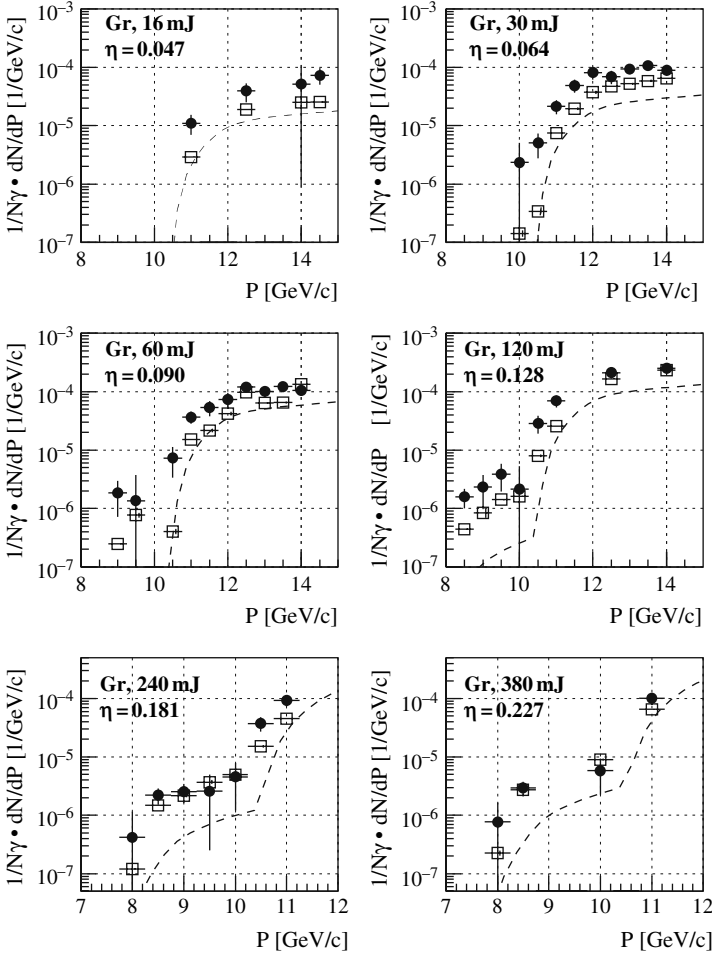 Gr, 16 mJ
η = 0.047
1/Nγ • dN/dP [1/GeV/c]
10⁻³
10⁻⁴
10⁻⁵
10⁻⁶
10⁻⁷
8 10 12 14
P [GeV/c]
Gr, 30 mJ
η = 0.064
1/Nγ • dN/dP [1/GeV/c]
10⁻³
10⁻⁴
10⁻⁵
10⁻⁶
10⁻⁷
8 10 12 14
P [GeV/c]
Gr, 60 mJ
η = 0.090
1/Nγ • dN/dP [1/GeV/c]
10⁻³
10⁻⁴
10⁻⁵
10⁻⁶
10⁻⁷
8 10 12 14
P [GeV/c]
Gr, 120 mJ
η = 0.128
1/Nγ • dN/dP [1/GeV/c]
10⁻³
10⁻⁴
10⁻⁵
10⁻⁶
10⁻⁷
8 10 12 14
P [GeV/c]
Gr, 240 mJ
η = 0.181
1/Nγ • dN/dP [1/GeV/c]
10⁻⁴
10⁻⁵
10⁻⁶
10⁻⁷
7 8 9 10 11 12
P [GeV/c]
Gr, 380 mJ
η = 0.227
1/Nγ • dN/dP [1/GeV/c]
10⁻⁴
10⁻⁵
10⁻⁶
10⁻⁷
7 8 9 10 11 12
P [GeV/c]